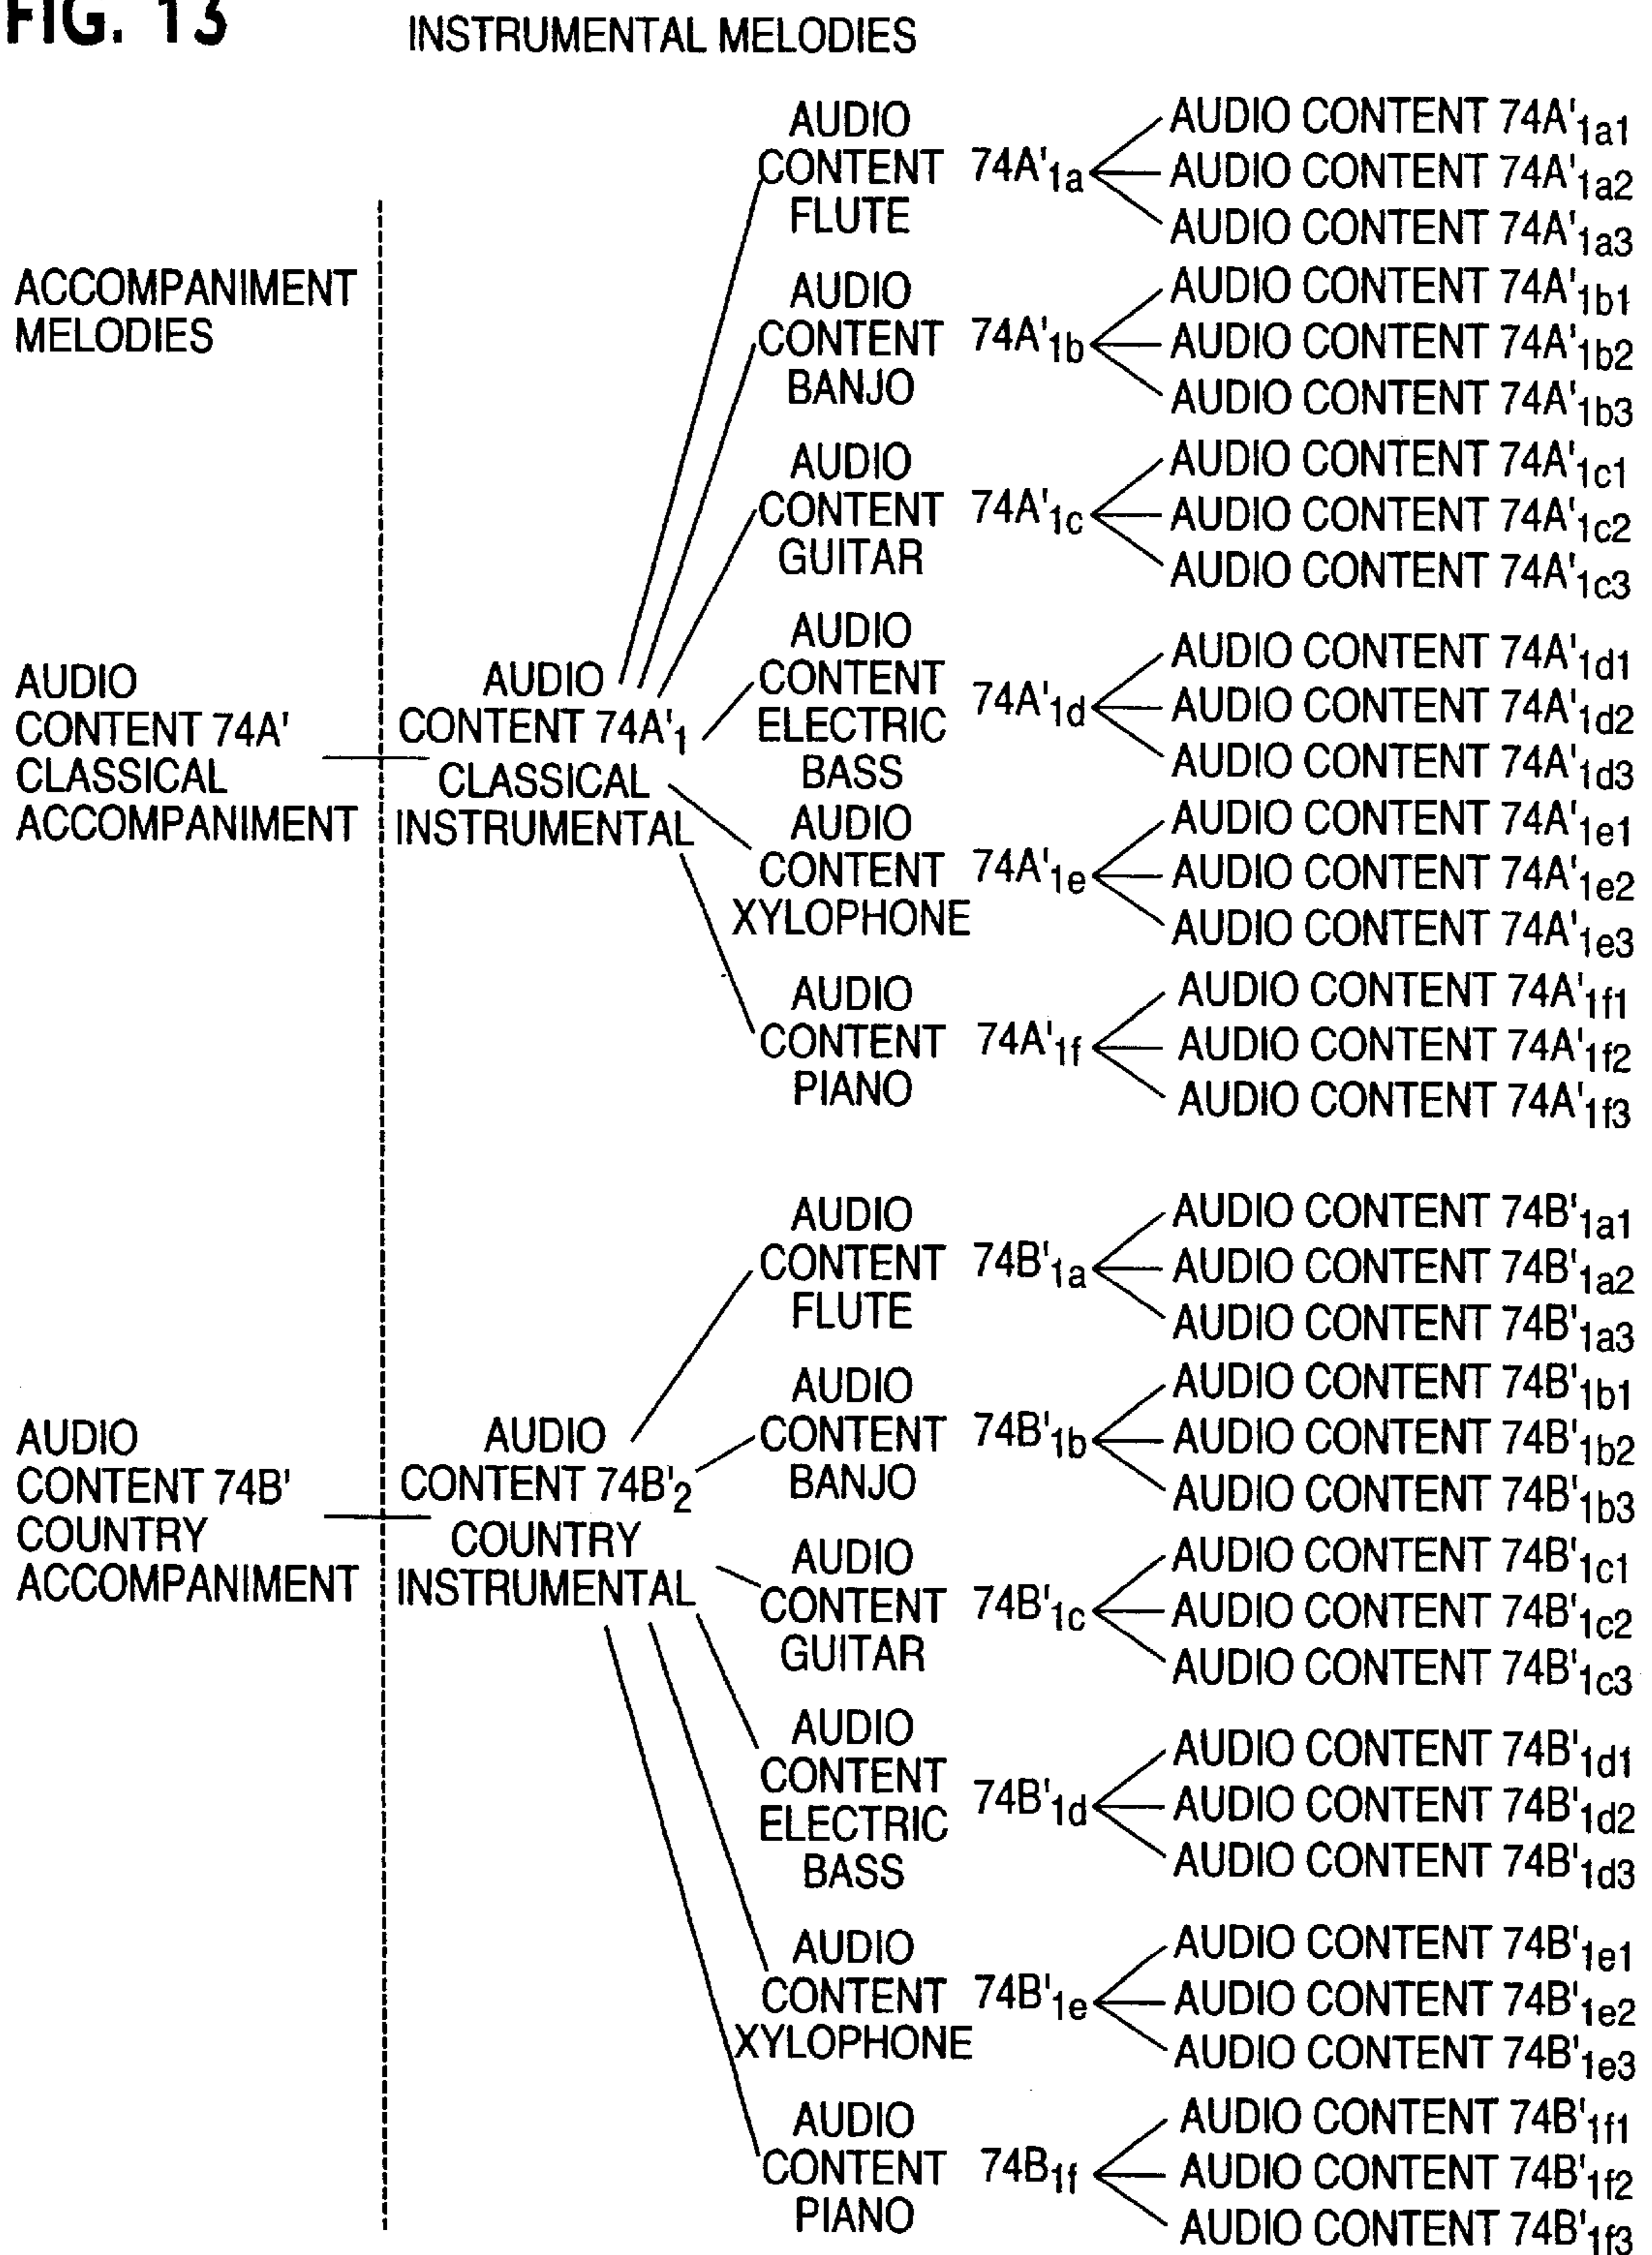 FIG. 13
INSTRUMENTAL MELODIES
ACCOMPANIMENT
MELODIES
AUDIO
CONTENT 74A'
CLASSICAL
ACCOMPANIMENT
AUDIO
CONTENT 74A'1
CLASSICAL
INSTRUMENTAL
AUDIO
CONTENT 74A'1a
FLUTE
AUDIO CONTENT 74A'1a1
AUDIO CONTENT 74A'1a2
AUDIO CONTENT 74A'1a3
AUDIO
CONTENT 74A'1b
BANJO
AUDIO CONTENT 74A'1b1
AUDIO CONTENT 74A'1b2
AUDIO CONTENT 74A'1b3
AUDIO
CONTENT 74A'1c
GUITAR
AUDIO CONTENT 74A'1c1
AUDIO CONTENT 74A'1c2
AUDIO CONTENT 74A'1c3
AUDIO
CONTENT
ELECTRIC 74A'1d
BASS
AUDIO CONTENT 74A'1d1
AUDIO CONTENT 74A'1d2
AUDIO CONTENT 74A'1d3
AUDIO
CONTENT 74A'1e
XYLOPHONE
AUDIO CONTENT 74A'1e1
AUDIO CONTENT 74A'1e2
AUDIO CONTENT 74A'1e3
AUDIO
CONTENT 74A'1f
PIANO
AUDIO CONTENT 74A'1f1
AUDIO CONTENT 74A'1f2
AUDIO CONTENT 74A'1f3
AUDIO
CONTENT 74B'
COUNTRY
ACCOMPANIMENT
AUDIO
CONTENT 74B'2
COUNTRY
INSTRUMENTAL
AUDIO
CONTENT 74B'1a
FLUTE
AUDIO CONTENT 74B'1a1
AUDIO CONTENT 74B'1a2
AUDIO CONTENT 74B'1a3
AUDIO
CONTENT 74B'1b
BANJO
AUDIO CONTENT 74B'1b1
AUDIO CONTENT 74B'1b2
AUDIO CONTENT 74B'1b3
AUDIO
CONTENT 74B'1c
GUITAR
AUDIO CONTENT 74B'1c1
AUDIO CONTENT 74B'1c2
AUDIO CONTENT 74B'1c3
AUDIO
CONTENT
ELECTRIC 74B'1d
BASS
AUDIO CONTENT 74B'1d1
AUDIO CONTENT 74B'1d2
AUDIO CONTENT 74B'1d3
AUDIO
CONTENT 74B'1e
XYLOPHONE
AUDIO CONTENT 74B'1e1
AUDIO CONTENT 74B'1e2
AUDIO CONTENT 74B'1e3
AUDIO
CONTENT 74B1f
PIANO
AUDIO CONTENT 74B'1f1
AUDIO CONTENT 74B'1f2
AUDIO CONTENT 74B'1f3